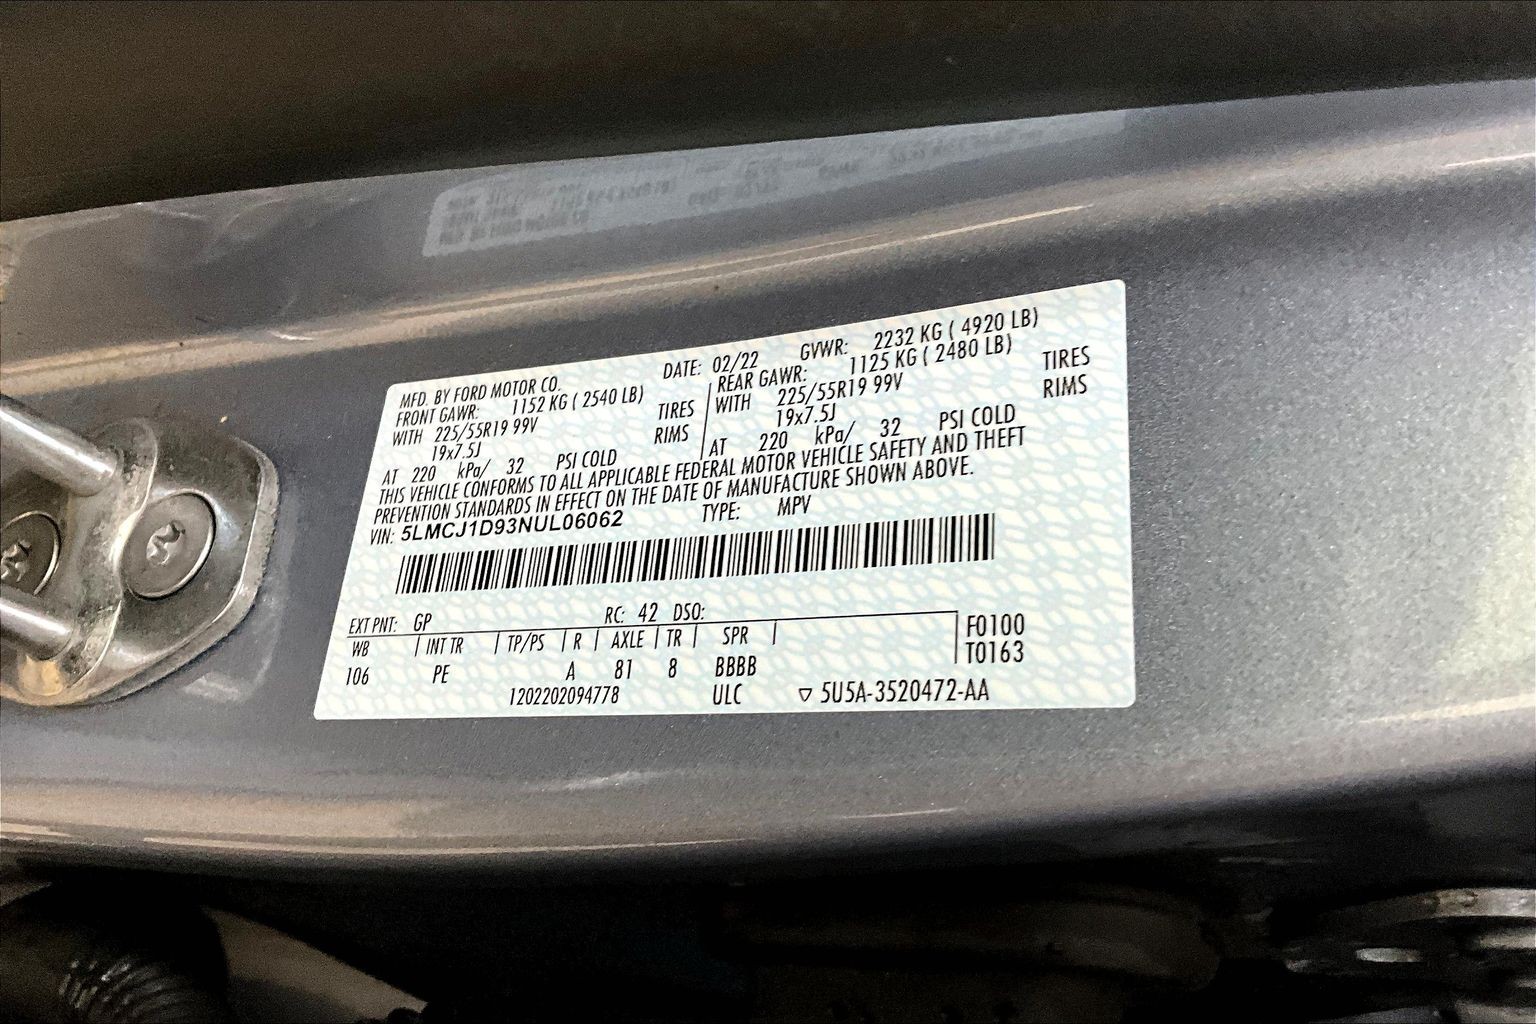 MFD. BY FORD MOTOR CO. DATE: 02/22 GVWR: 2232 KG ( 4920 LB)
FRONT GAWR: 1152 KG ( 2540 LB) REAR GAWR: 1125 KG ( 2480 LB)
WITH 225/55R19 99V TIRES WITH 225/55R19 99V TIRES
19x7.5J RIMS 19x7.5J RIMS
AT 220 kPa/ 32 PSI COLD AT 220 kPa/ 32 PSI COLD
THIS VEHICLE CONFORMS TO ALL APPLICABLE FEDERAL MOTOR VEHICLE SAFETY AND THEFT
PREVENTION STANDARDS IN EFFECT ON THE DATE OF MANUFACTURE SHOWN ABOVE.
VIN: 5LMCJ1D93NUL06062 TYPE: MPV
EXT PNT: GP RC: 42 DSO:
WB INT TR TP/PS R AXLE TR SPR F0100
106 PE A 81 8 BBBB T0163
1202202094778 ULC ▽ 5U5A-3520472-AA